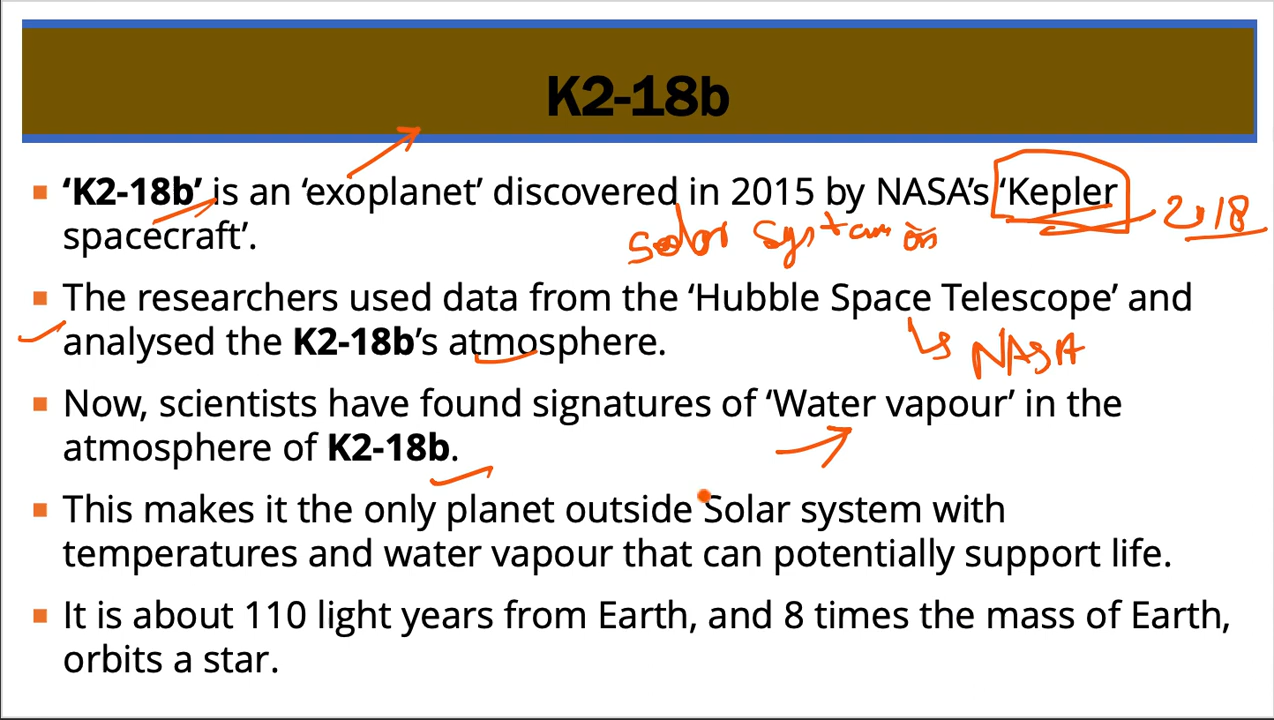 K2-18b
▪ 'K2-18b' is an 'exoplanet' discovered in 2015 by NASA's 'Kepler
2018
Solar System
spacecraft'.
▪ The researchers used data from the 'Hubble Space Telescope' and
analysed the K2-18b's atmosphere.
NASA
▪ Now, scientists have found signatures of 'Water vapour' in the
atmosphere of K2-18b.
▪ This makes it the only planet outside Solar system with
temperatures and water vapour that can potentially support life.
▪ It is about 110 light years from Earth, and 8 times the mass of Earth,
orbits a star.